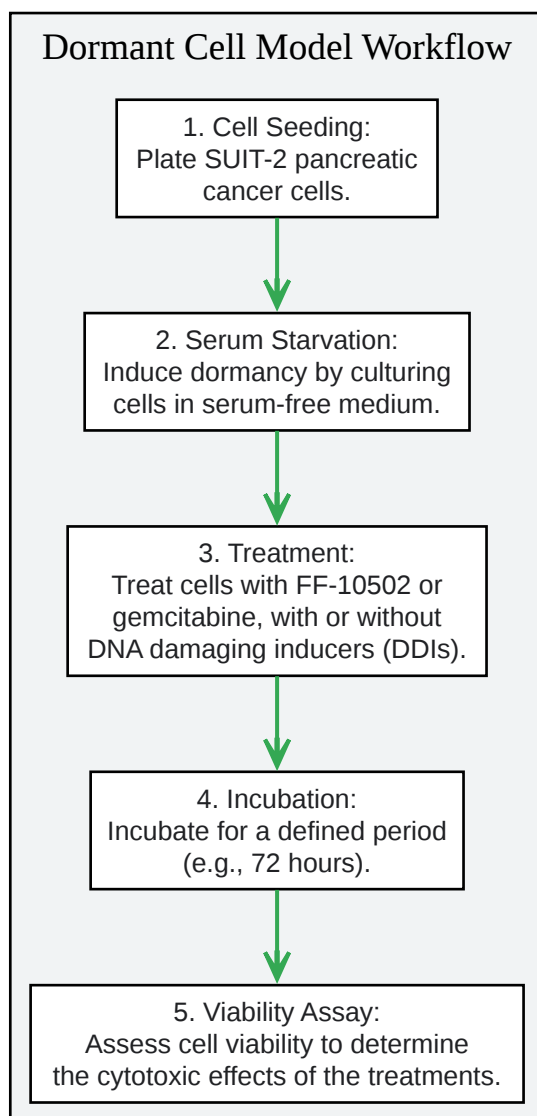 Dormant Cell Model Workflow
1. Cell Seeding:
Plate SUIT-2 pancreatic
cancer cells.
2. Serum Starvation:
Induce dormancy by culturing
cells in serum-free medium.
3. Treatment:
Treat cells with FF-10502 or
gemcitabine, with or without
DNA damaging inducers (DDIs).
4. Incubation:
Incubate for a defined period
(e.g., 72 hours).
5. Viability Assay:
Assess cell viability to determine
the cytotoxic effects of the treatments.